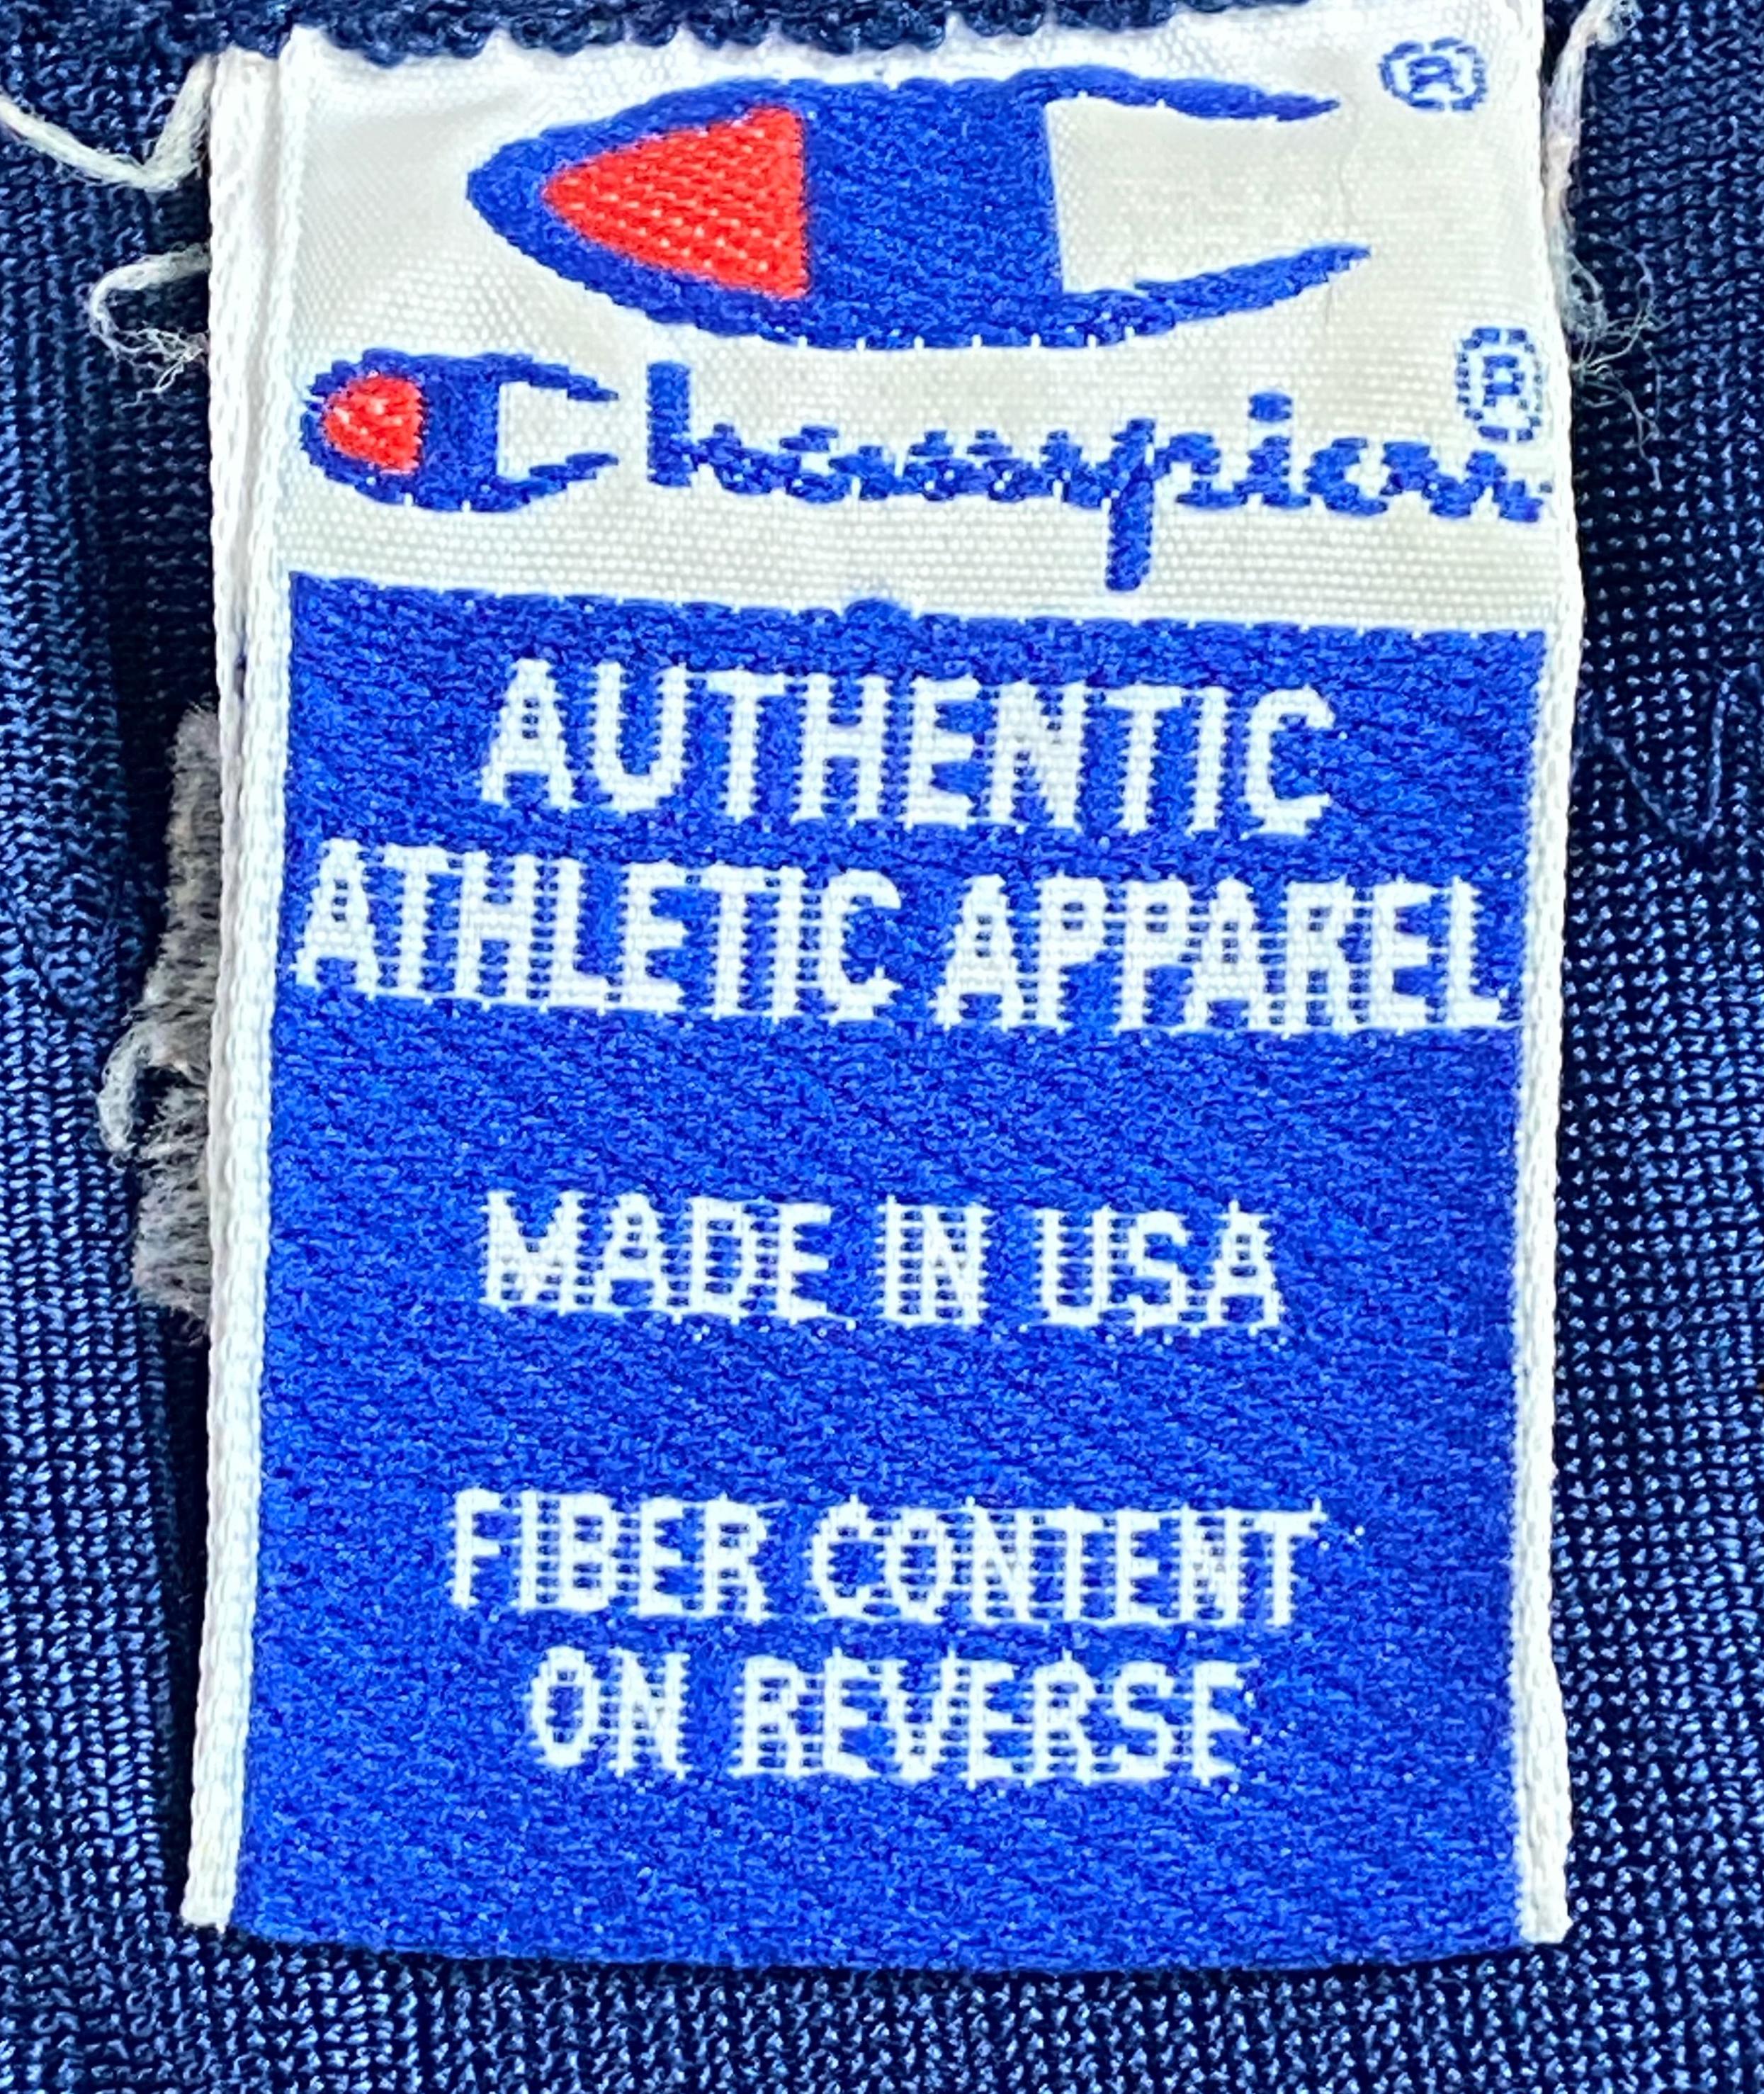 ®
Champion®
AUTHENTIC
ATHLETIC APPAREL
MADE IN USA
FIBER CONTENT
ON REVERSE